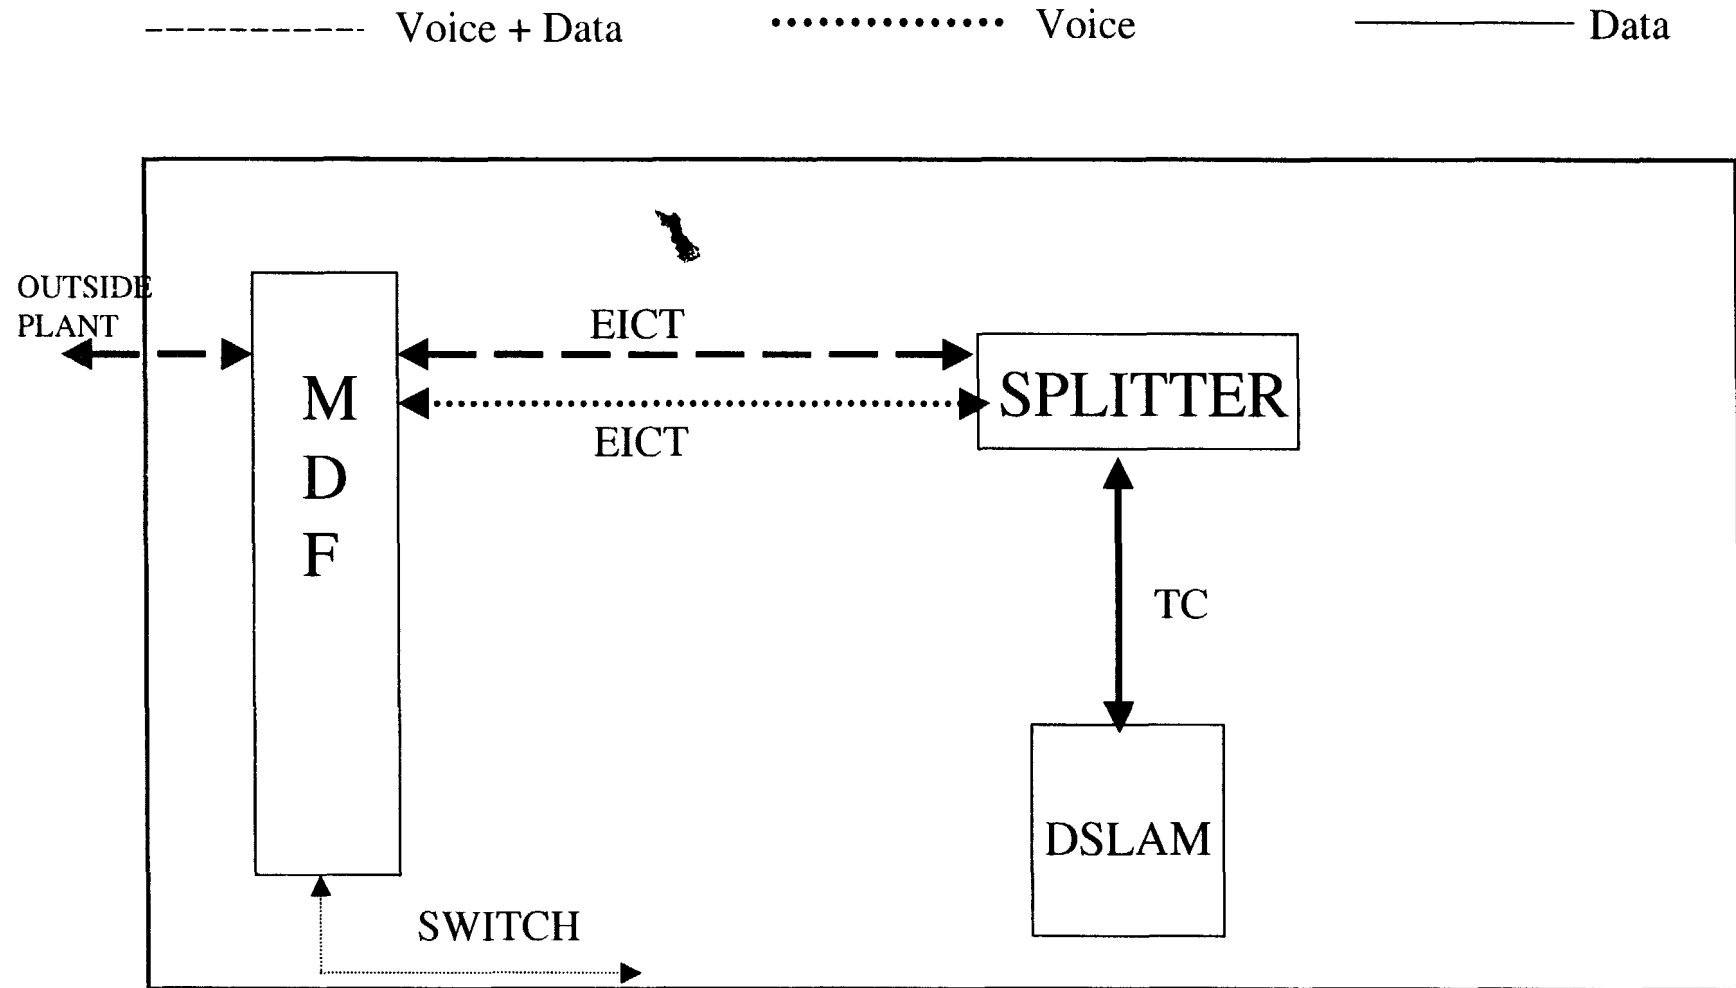 Voice + Data
Voice
Data
OUTSIDE
PLANT
EICT
EICT
M
D
F
SPLITTER
TC
DSLAM
SWITCH